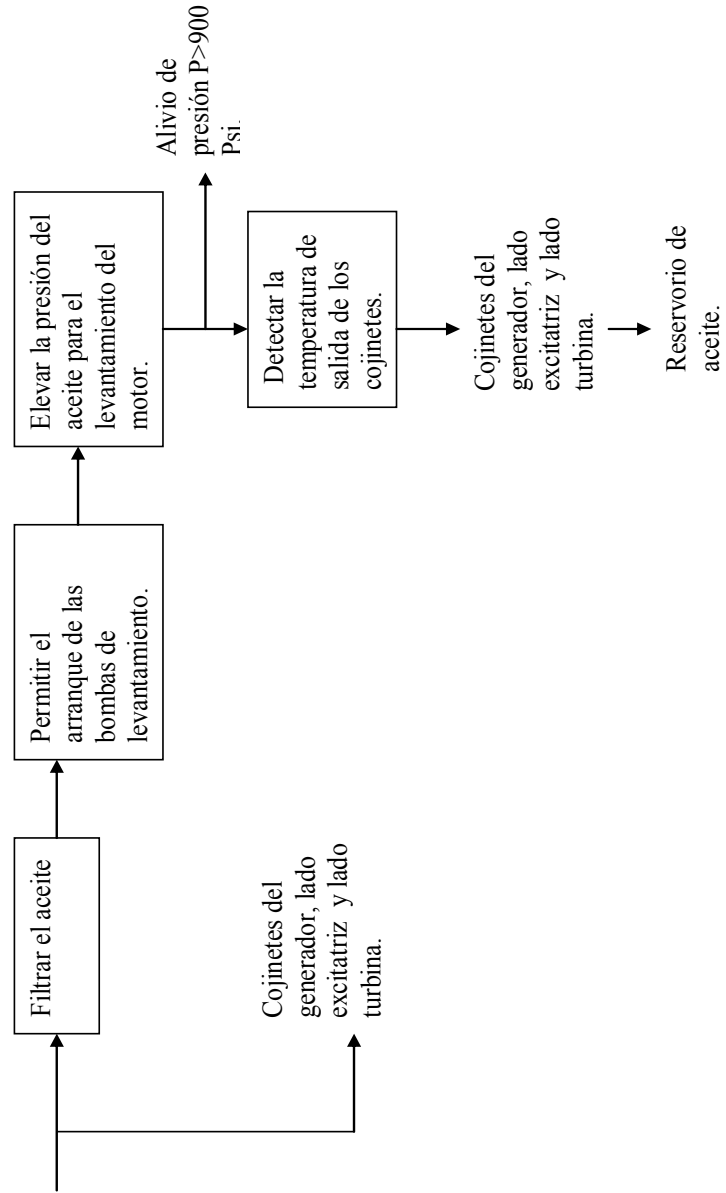 Filtrar el aceite
Permitir el
arranque de las
bombas de
levantamiento.
Elevar la presión del
aceite para el
levantamiento del
motor.
Alivio de
presión P>900
Psi.
Detectar la
temperatura de
salida de los
cojinetes.
Cojinetes del
generador, lado
excitatriz y lado
turbina.
Cojinetes del
generador, lado
excitatriz y lado
turbina.
Reservorio de
aceite.